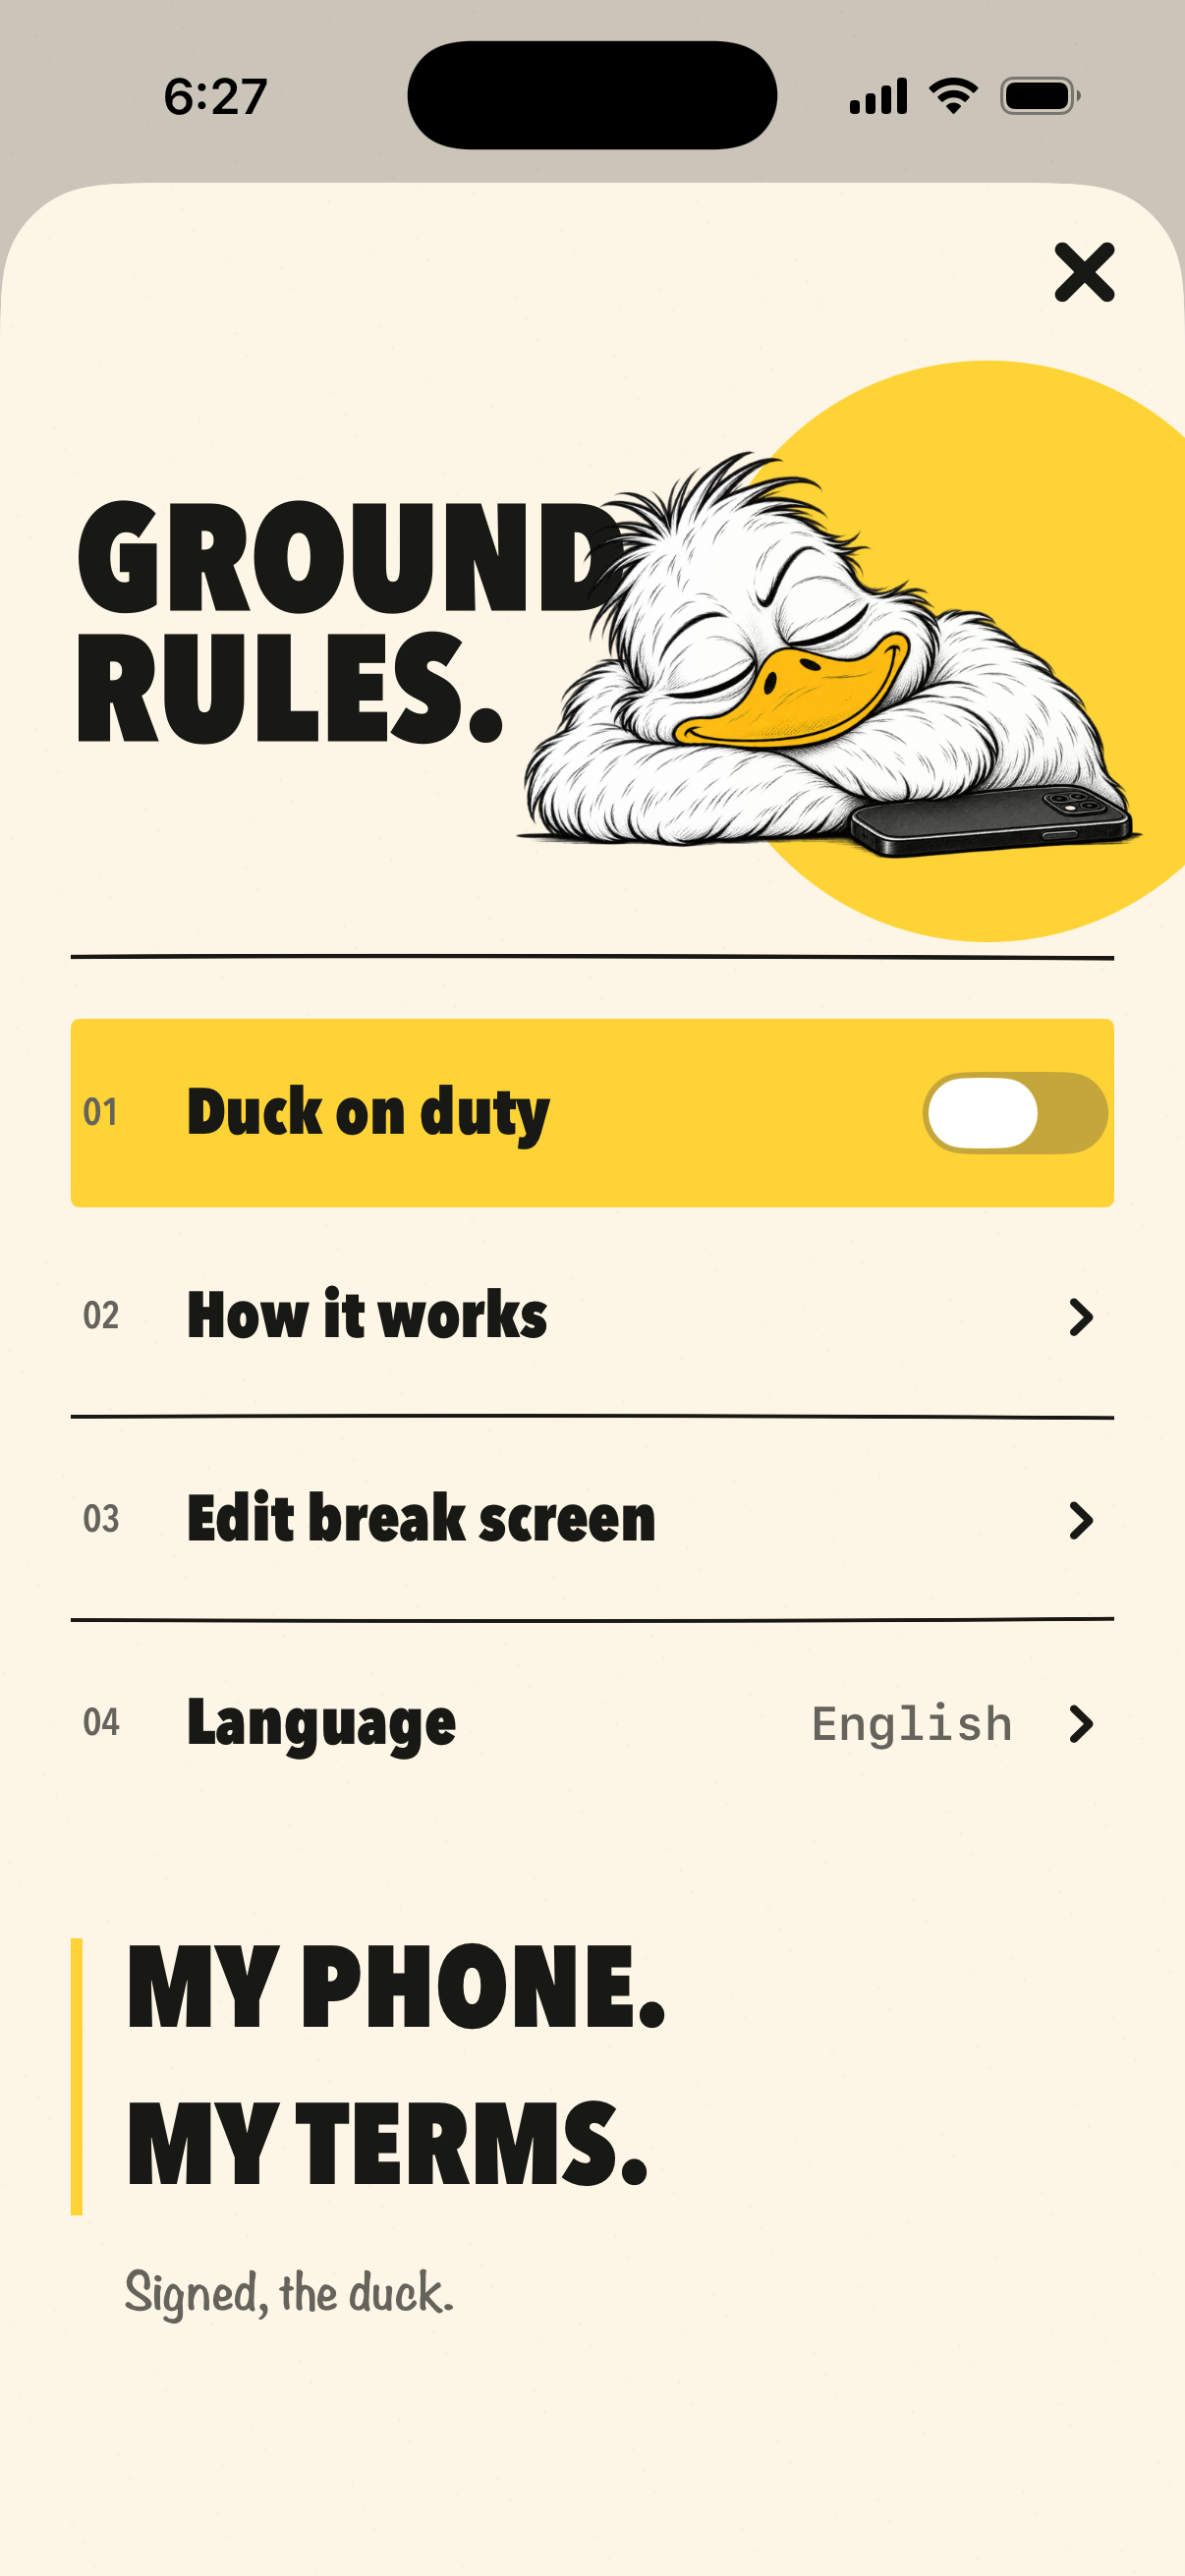 6:27
GROUND
RULES.
01 Duck on duty
02 How it works
03 Edit break screen
04 Language English
MY PHONE.
MY TERMS.
Signed, the duck.